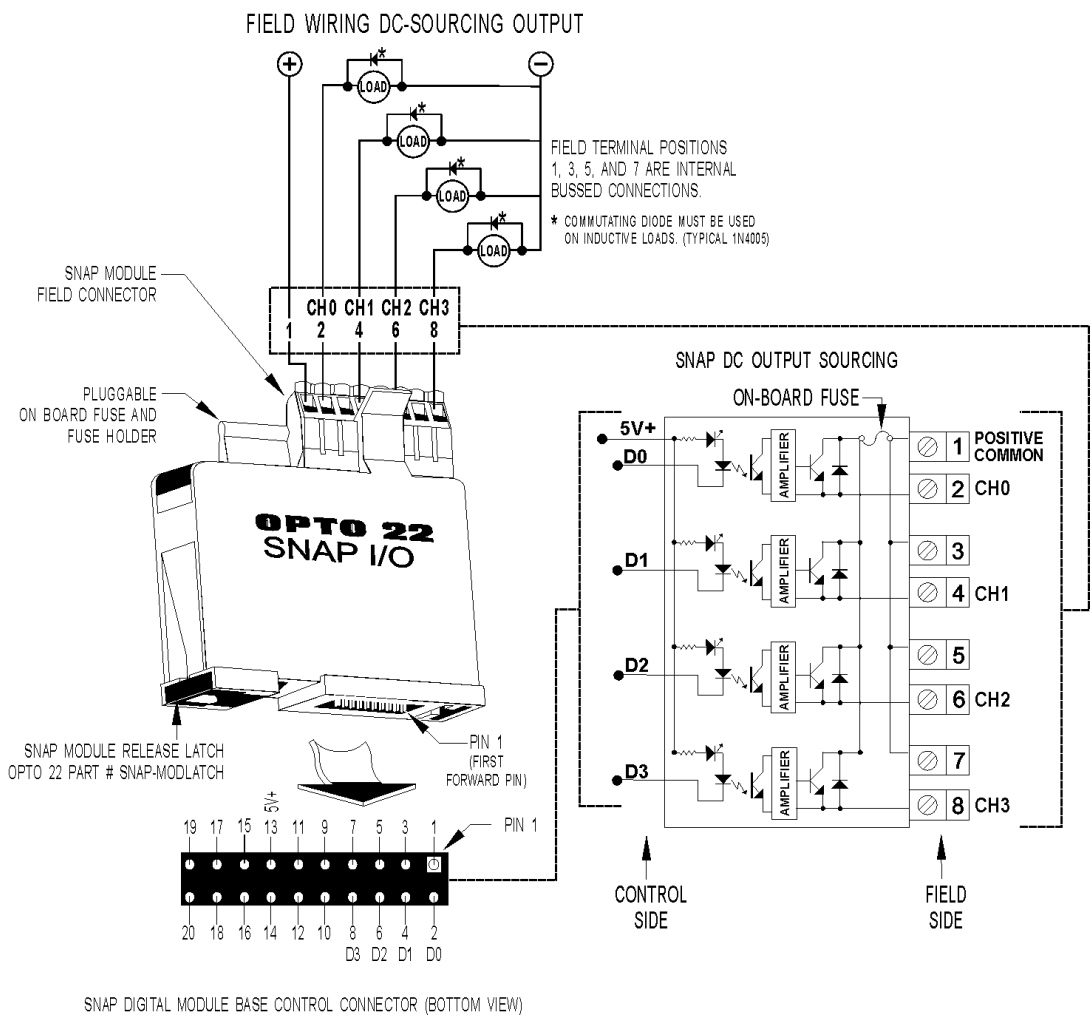 FIELD WIRING DC-SOURCING OUTPUT
+
−
*
LOAD
*
LOAD
*
LOAD
*
LOAD
FIELD TERMINAL POSITIONS
1, 3, 5, AND 7 ARE INTERNAL
BUSSED CONNECTIONS.
* COMMUTATING DIODE MUST BE USED
ON INDUCTIVE LOADS. (TYPICAL 1N4005)
SNAP MODULE
FIELD CONNECTOR
CH0 CH1 CH2 CH3
1 2 4 6 8
PLUGGABLE
ON BOARD FUSE AND
FUSE HOLDER
OPTO 22
SNAP I/O
SNAP MODULE RELEASE LATCH
OPTO 22 PART # SNAP-MODLATCH
PIN 1
(FIRST
FORWARD PIN)
5V+
19 17 15 13 11 9 7 5 3 1
PIN 1
20 18 16 14 12 10 8 6 4 2
D3 D2 D1 D0
SNAP DIGITAL MODULE BASE CONTROL CONNECTOR (BOTTOM VIEW)
SNAP DC OUTPUT SOURCING
ON-BOARD FUSE
5V+
D0
AMPLIFIER
1 POSITIVE
COMMON
2 CH0
D1
AMPLIFIER
3
4 CH1
D2
AMPLIFIER
5
6 CH2
D3
AMPLIFIER
7
8 CH3
CONTROL
SIDE
FIELD
SIDE